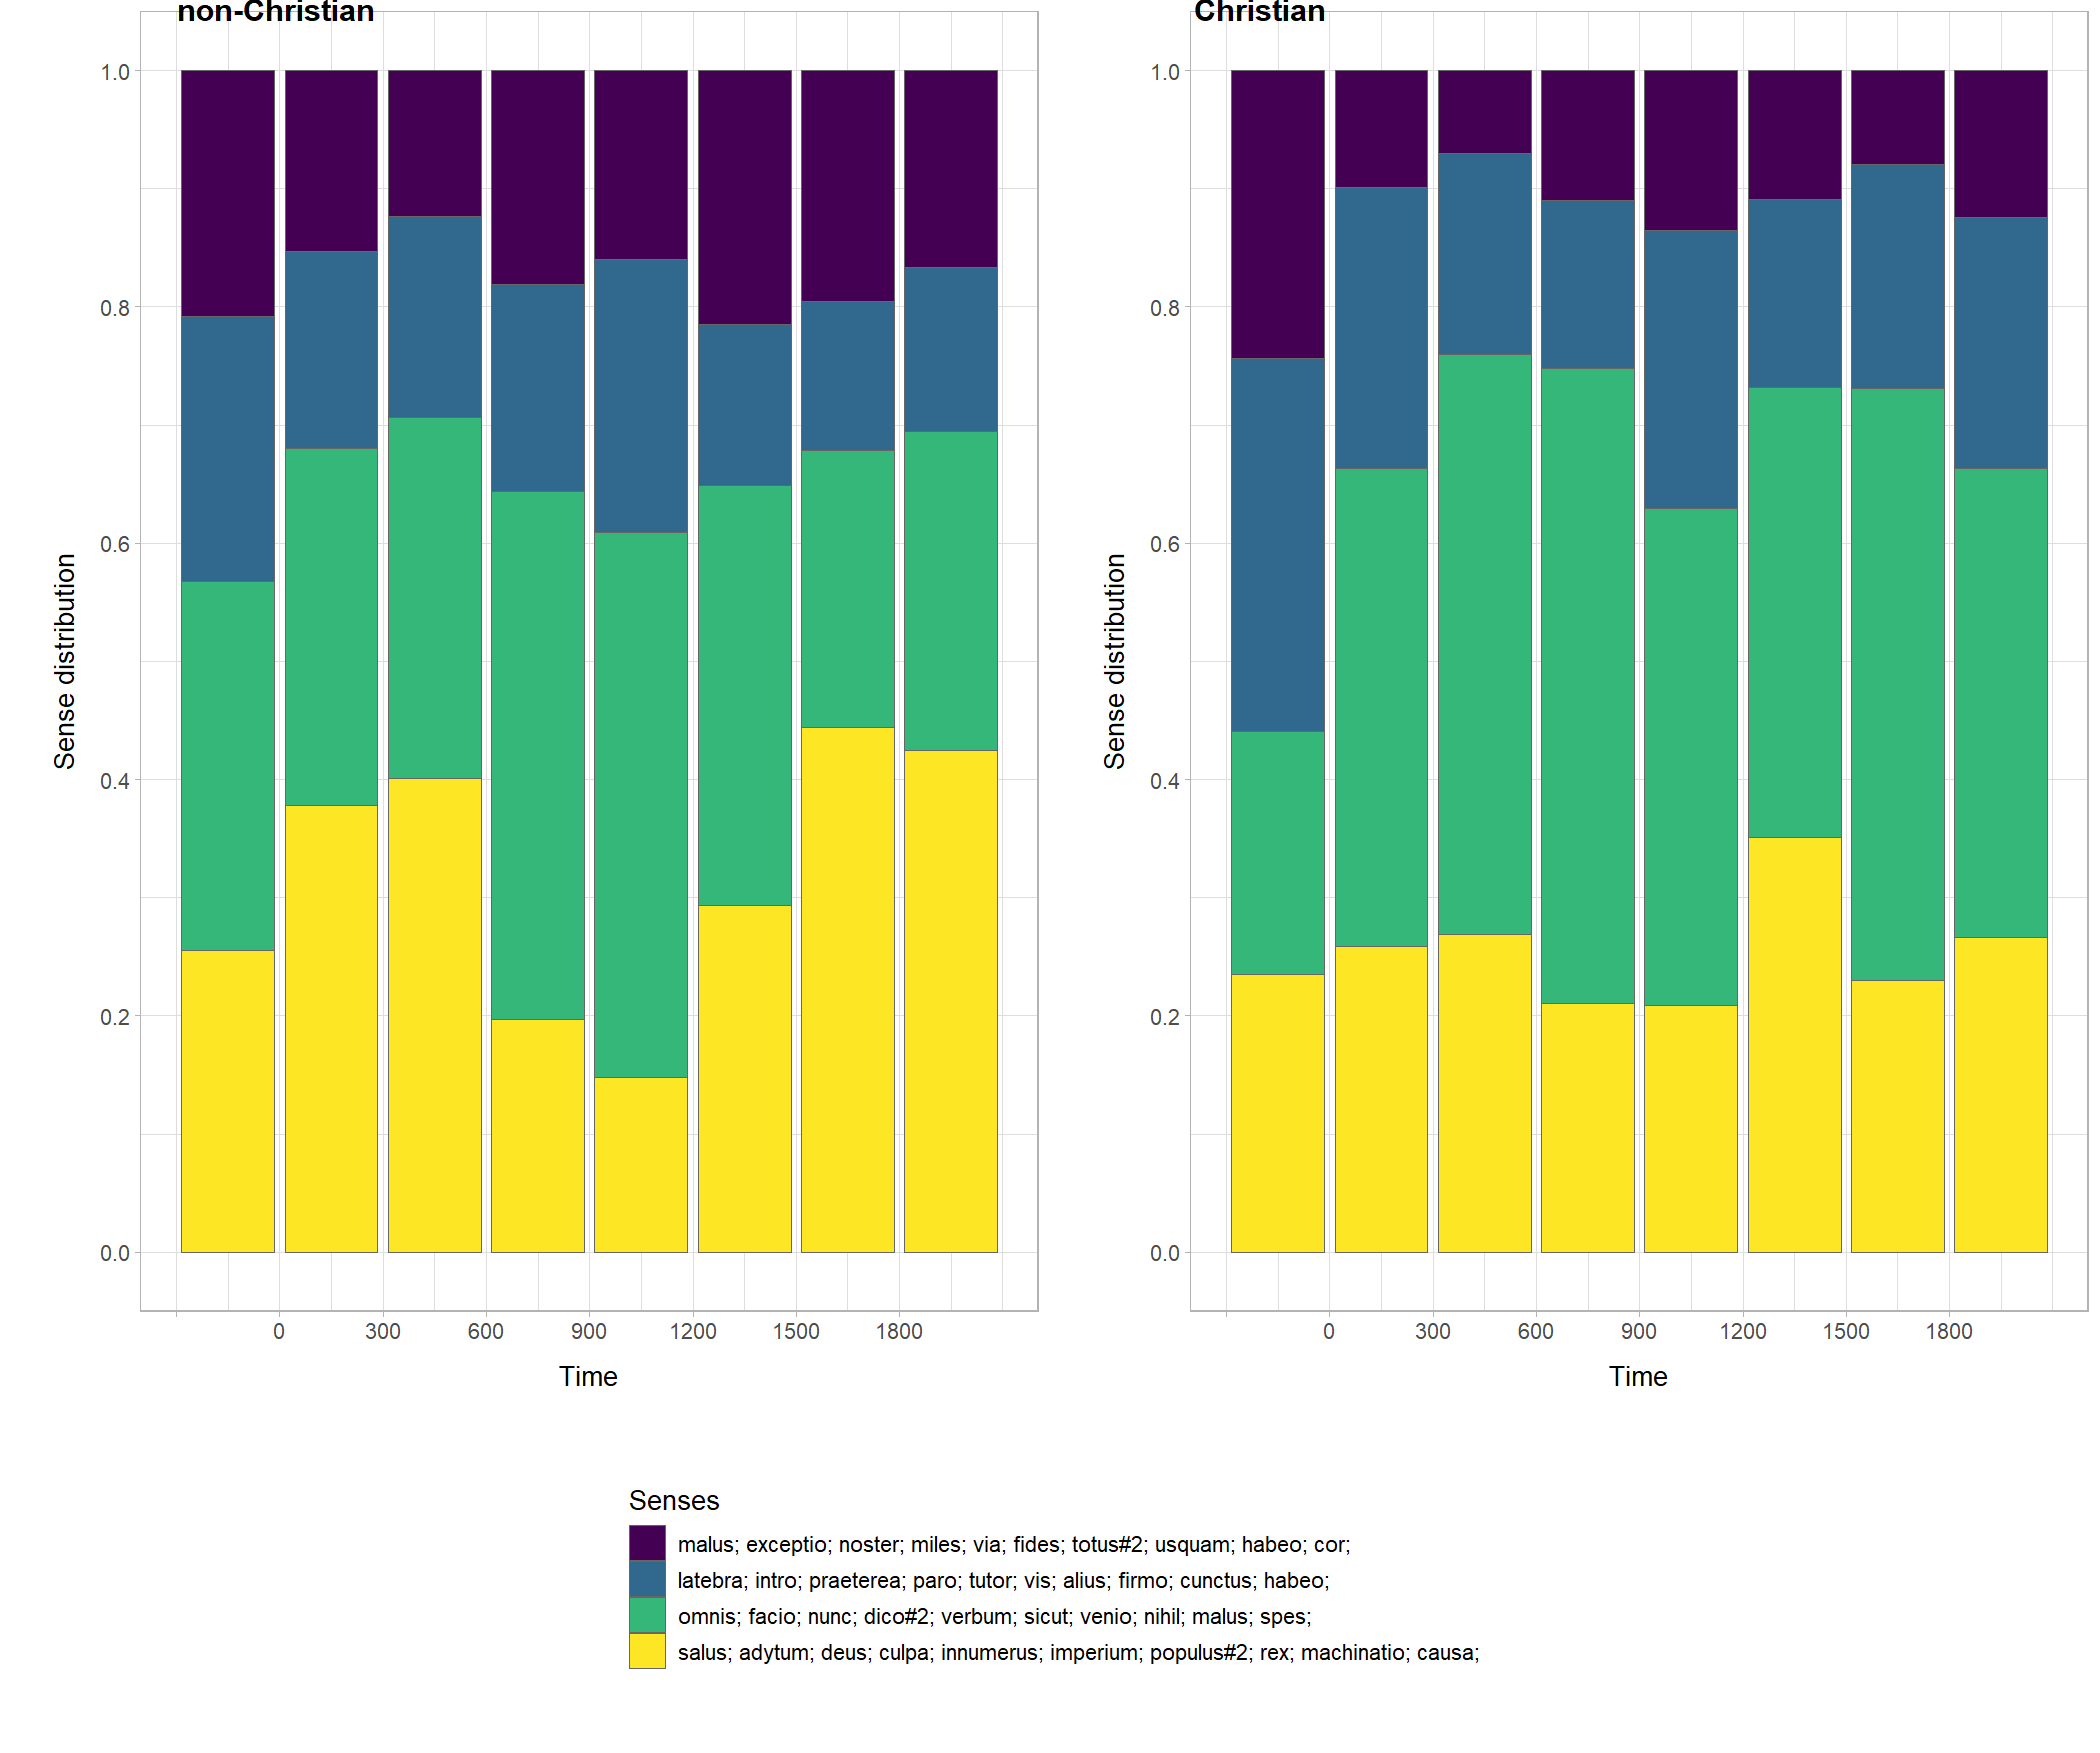 non-Christian
1.0
0.8
0.6
0.4
0.2
0.0
Sense distribution
0 300 600 900 1200 1500 1800
Time
Christian
1.0
0.8
0.6
0.4
0.2
0.0
Sense distribution
0 300 600 900 1200 1500 1800
Time
Senses
malus; exceptio; noster; miles; via; fides; totus#2; usquam; habeo; cor;
latebra; intro; praeterea; paro; tutor; vis; alius; firmo; cunctus; habeo;
omnis; facio; nunc; dico#2; verbum; sicut; venio; nihil; malus; spes;
salus; adytum; deus; culpa; innumerus; imperium; populus#2; rex; machinatio; causa;